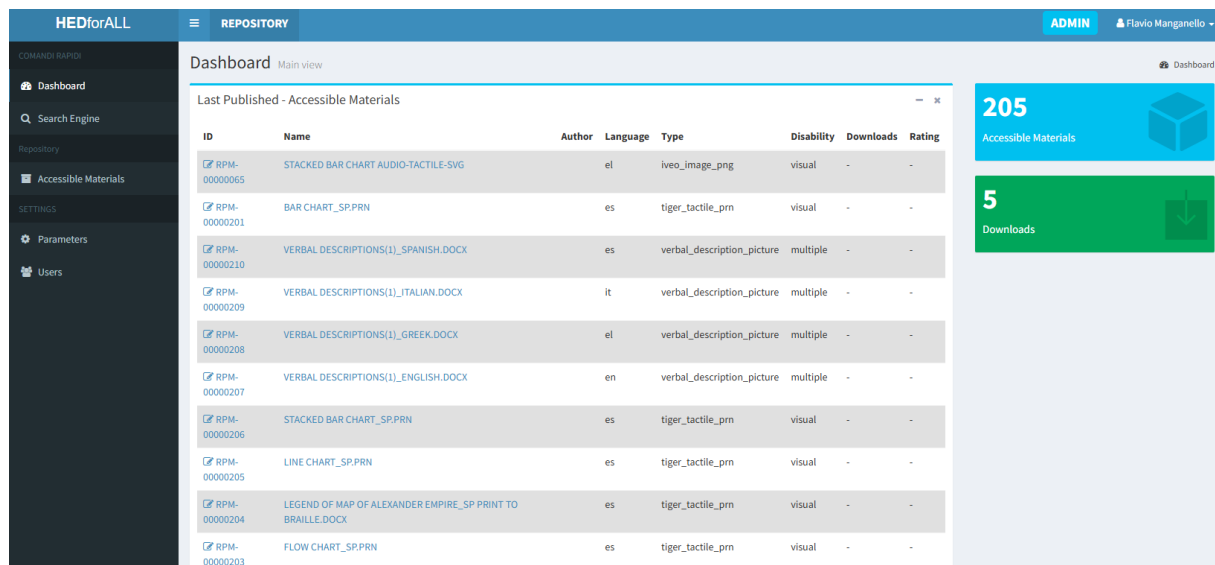 HEDforALL
REPOSITORY
ADMIN
Flavio Manganello
COMANDI RAPIDI
Dashboard
Search Engine
Repository
Accessible Materials
SETTINGS
Parameters
Users
Dashboard Main view
Dashboard
Last Published - Accessible Materials
ID Name Author Language Type Disability Downloads Rating
RPM- STACKED BAR CHART AUDIO-TACTILE-SVG el iveo_image_png visual - -
00000065
RPM- BAR CHART_SP.PRN es tiger_tactile_prn visual - -
00000201
RPM- VERBAL DESCRIPTIONS(1)_SPANISH.DOCX es verbal_description_picture multiple - -
00000210
RPM- VERBAL DESCRIPTIONS(1)_ITALIAN.DOCX it verbal_description_picture multiple - -
00000209
RPM- VERBAL DESCRIPTIONS(1)_GREEK.DOCX el verbal_description_picture multiple - -
00000208
RPM- VERBAL DESCRIPTIONS(1)_ENGLISH.DOCX en verbal_description_picture multiple - -
00000207
RPM- STACKED BAR CHART_SP.PRN es tiger_tactile_prn visual - -
00000206
RPM- LINE CHART_SP.PRN es tiger_tactile_prn visual - -
00000205
RPM- LEGEND OF MAP OF ALEXANDER EMPIRE_SP PRINT TO es tiger_tactile_prn visual - -
00000204 BRAILLE.DOCX
RPM- FLOW CHART_SP.PRN es tiger_tactile_prn visual - -
00000203
205
Accessible Materials
5
Downloads